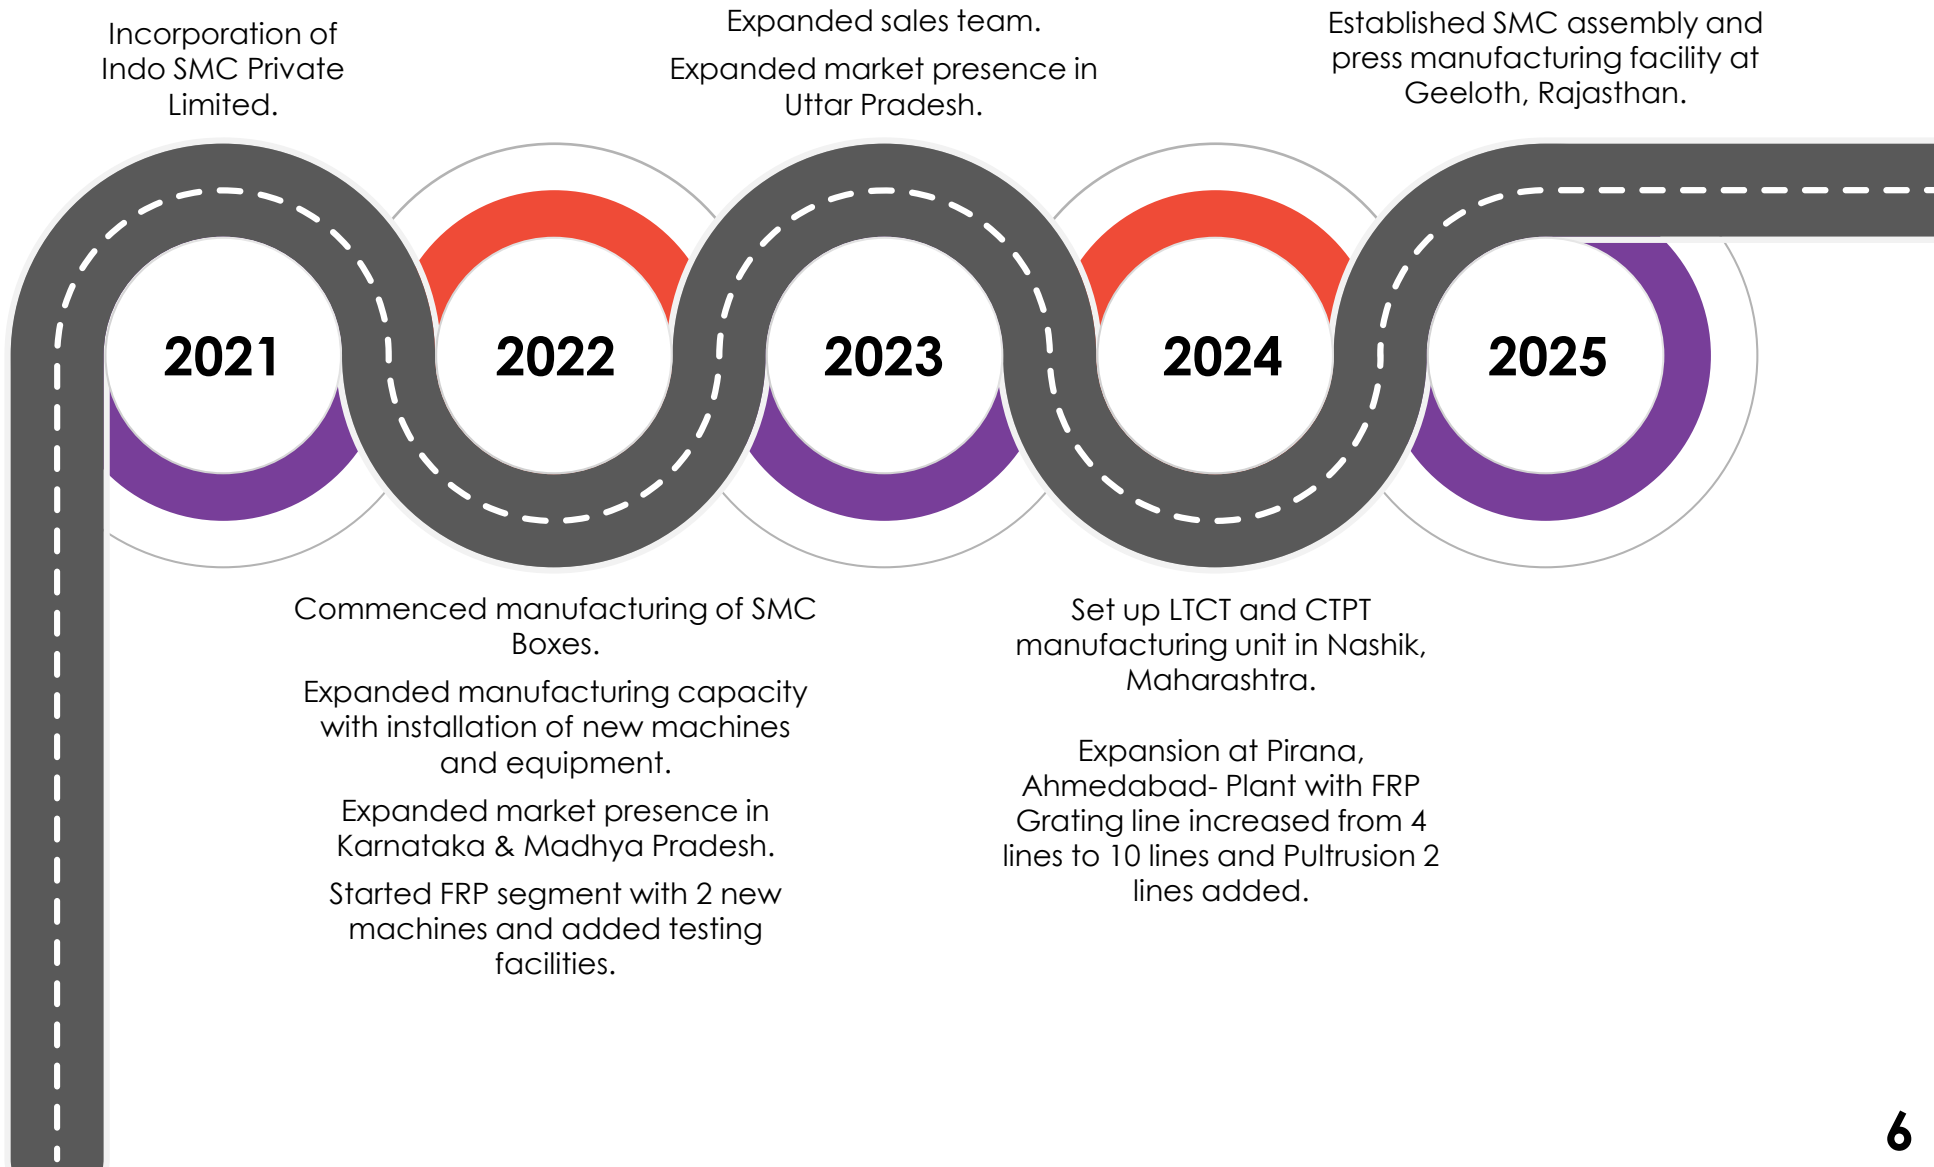 Incorporation of
Indo SMC Private
Limited.
Expanded sales team.
Expanded market presence in
Uttar Pradesh.
Established SMC assembly and
press manufacturing facility at
Geeloth, Rajasthan.
2021
2022
2023
2024
2025
Commenced manufacturing of SMC
Boxes.
Expanded manufacturing capacity
with installation of new machines
and equipment.
Expanded market presence in
Karnataka & Madhya Pradesh.
Started FRP segment with 2 new
machines and added testing
facilities.
Set up LTCT and CTPT
manufacturing unit in Nashik,
Maharashtra.
Expansion at Pirana,
Ahmedabad- Plant with FRP
Grating line increased from 4
lines to 10 lines and Pultrusion 2
lines added.
6